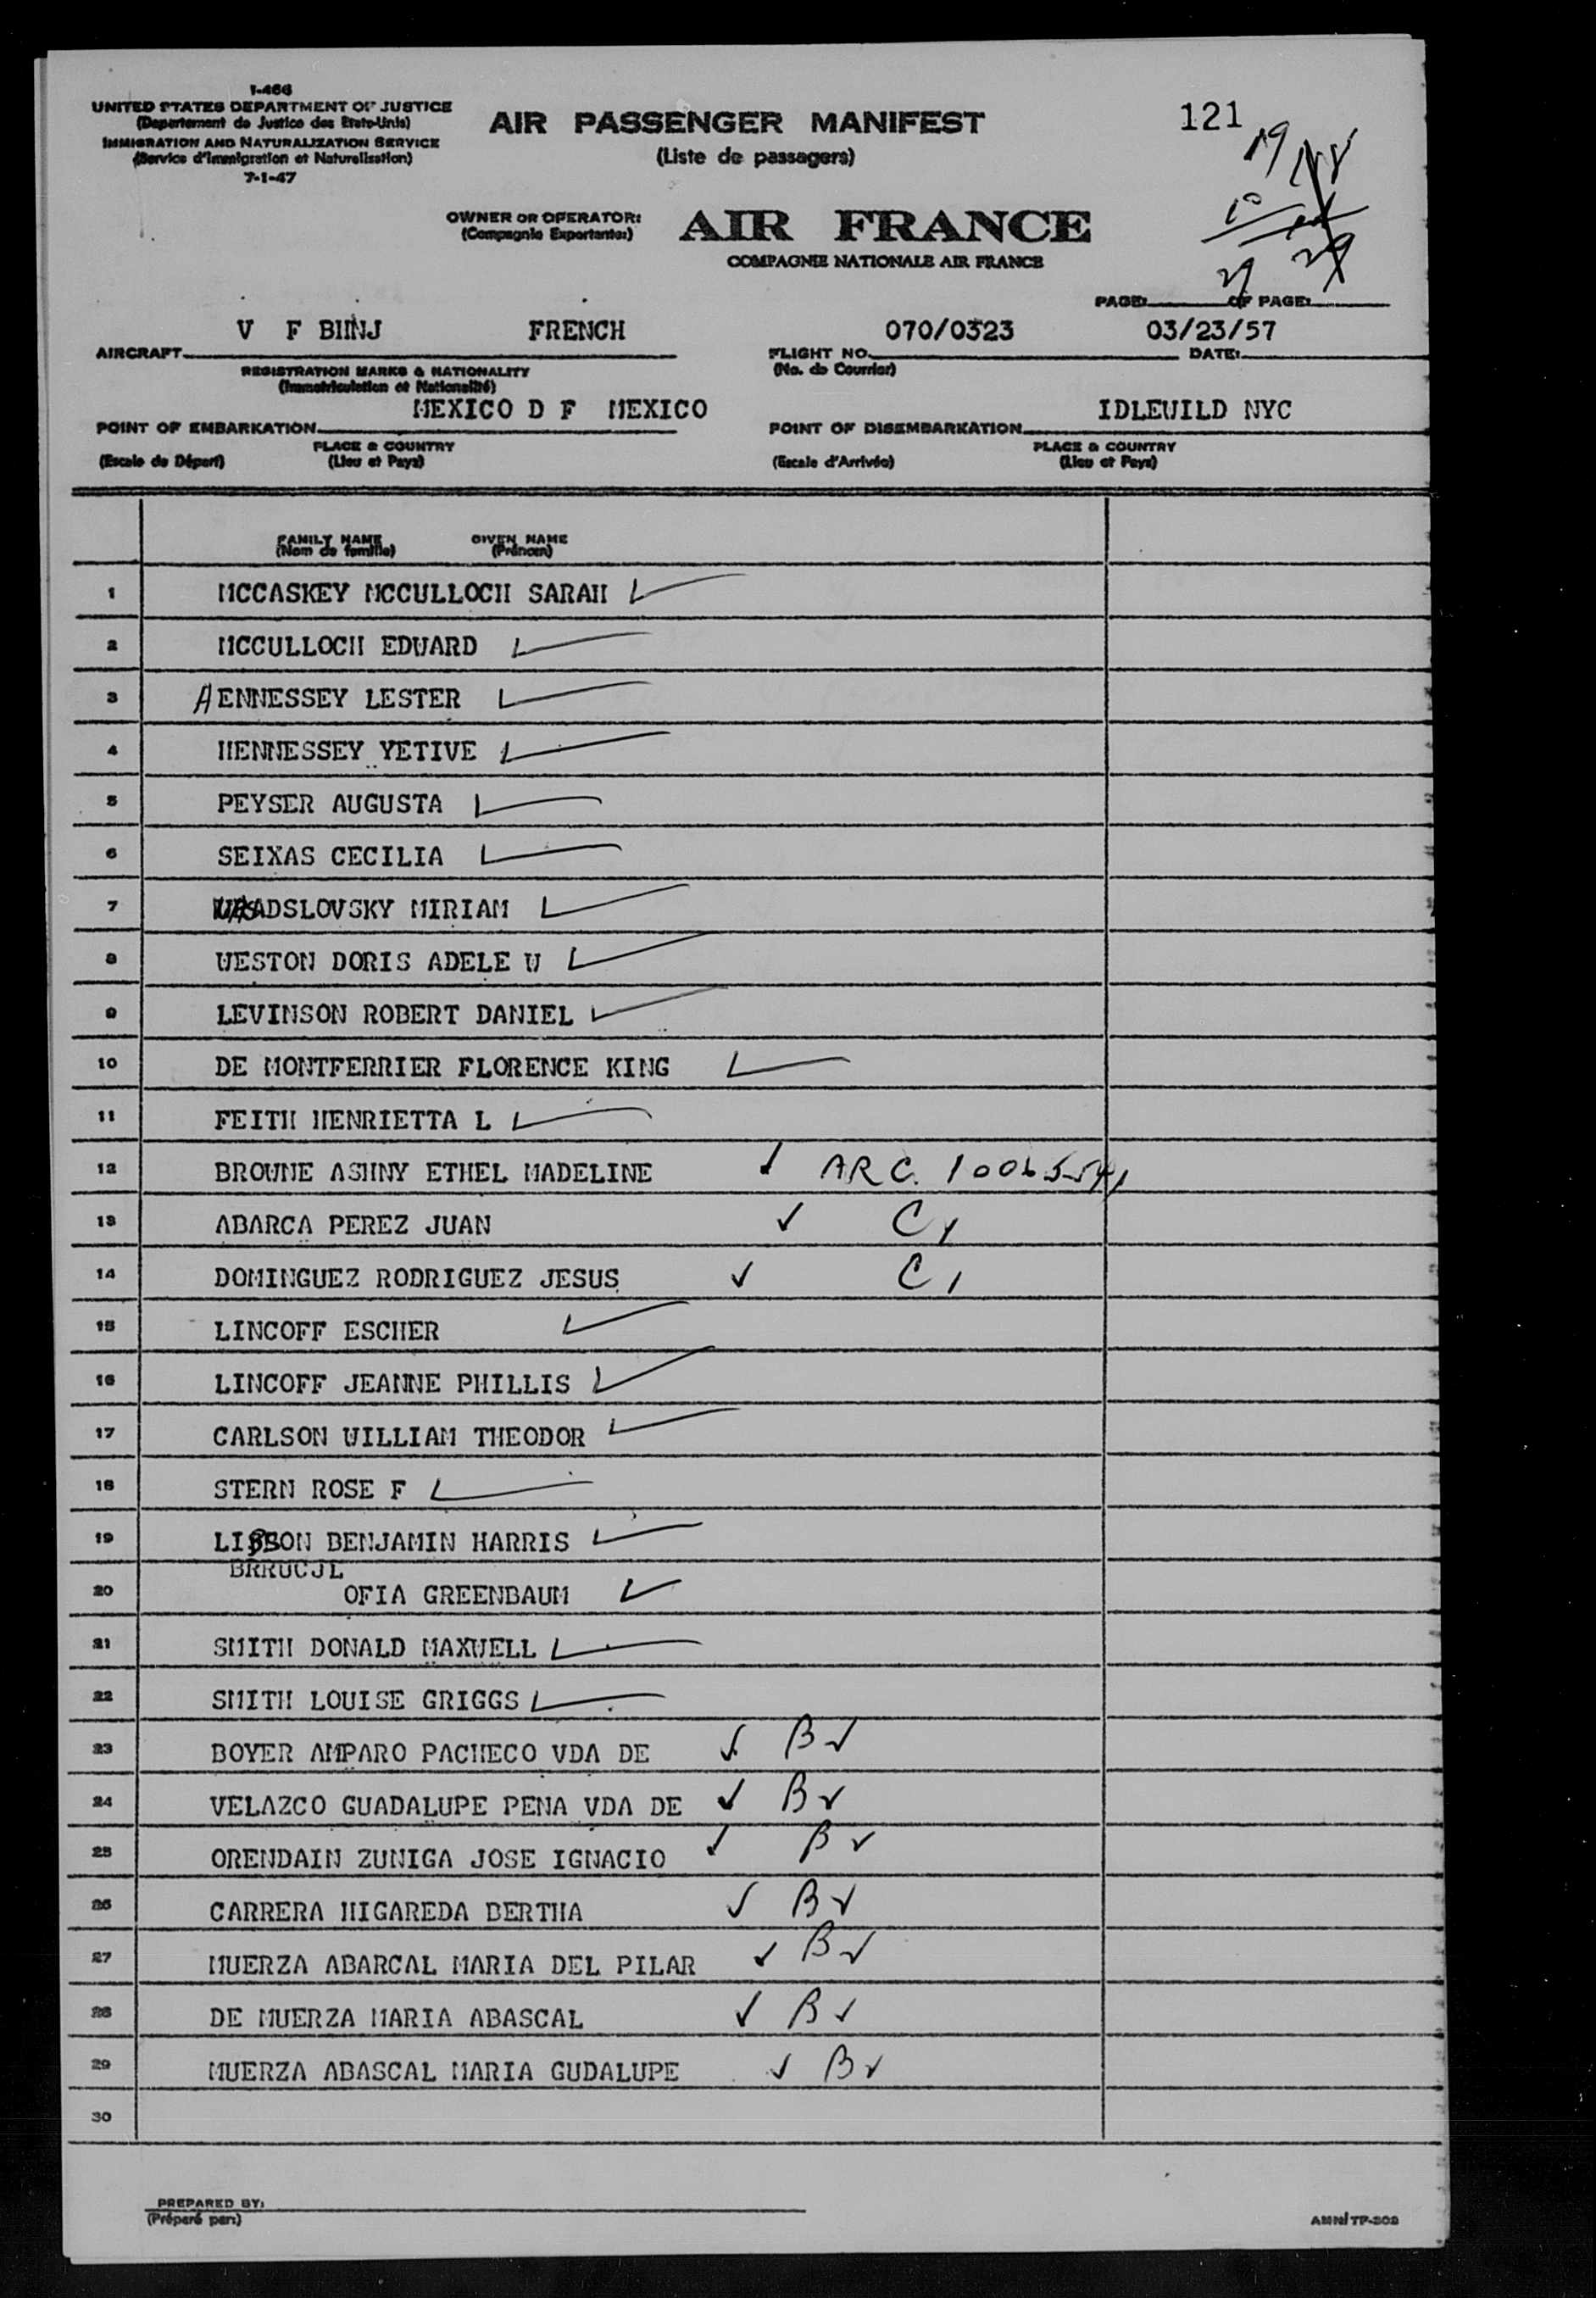 I-466
UNITED STATES DEPARTMENT OF JUSTICE
(Departement de Justice des Etats-Unis)
IMMIGRATION AND NATURALIZATION SERVICE
(Service d'Immigration et Naturalisation)
7-1-47
AIR PASSENGER MANIFEST
(Liste de passagers)
121
19
10
29 29
OWNER OR OPERATOR:
(Compagnie Exportante:)
AIR FRANCE
COMPAGNIE NATIONALE AIR FRANCE
PAGE: OF PAGE:
V F BHNJ FRENCH 070/0323 03/23/57
AIRCRAFT FLIGHT NO. DATE:
REGISTRATION MARKS & NATIONALITY (No. de Courrier)
(Immatriculation et Nationalité)
MEXICO D F MEXICO IDLEWILD NYC
POINT OF EMBARKATION POINT OF DISEMBARKATION
PLACE & COUNTRY PLACE & COUNTRY
(Escale de Départ) (Lieu et Pays) (Escale d'Arrivée) (Lieu et Pays)
FAMILY NAME GIVEN NAME
(Nom de famille) (Prénom)
1 MCCASKEY MCCULLOCH SARAH
2 MCCULLOCH EDWARD
3 HENNESSEY LESTER
4 HENNESSEY YETIVE
5 PEYSER AUGUSTA
6 SEIXAS CECILIA
7 ADSLOVSKY MIRIAM
8 WESTON DORIS ADELE W
9 LEVINSON ROBERT DANIEL
10 DE MONTFERRIER FLORENCE KING
11 FEITH HENRIETTA L
12 BROWNE ASHNY ETHEL MADELINE ✓ ARC.
13 ABARCA PEREZ JUAN ✓ C1
14 DOMINGUEZ RODRIGUEZ JESUS ✓ C1
15 LINCOFF ESCHER
16 LINCOFF JEANNE PHILLIS
17 CARLSON WILLIAM THEODOR
18 STERN ROSE F
19 BENJAMIN HARRIS
BRRUCJL
20 OFIA GREENBAUM
21 SMITH DONALD MAXWELL
22 SMITH LOUISE GRIGGS
23 BOYER AMPARO PACHECO VDA DE ✓ B✓
24 VELAZCO GUADALUPE PENA VDA DE ✓ B✓
25 ORENDAIN ZUNIGA JOSE IGNACIO ✓ B✓
26 CARRERA HIGAREDA BERTHA ✓ B✓
27 MUERZA ABARCAL MARIA DEL PILAR ✓ B✓
28 DE MUERZA MARIA ABASCAL ✓ B✓
29 MUERZA ABASCAL MARIA GUDALUPE ✓ B✓
30
PREPARED BY:
(Préparé par:)